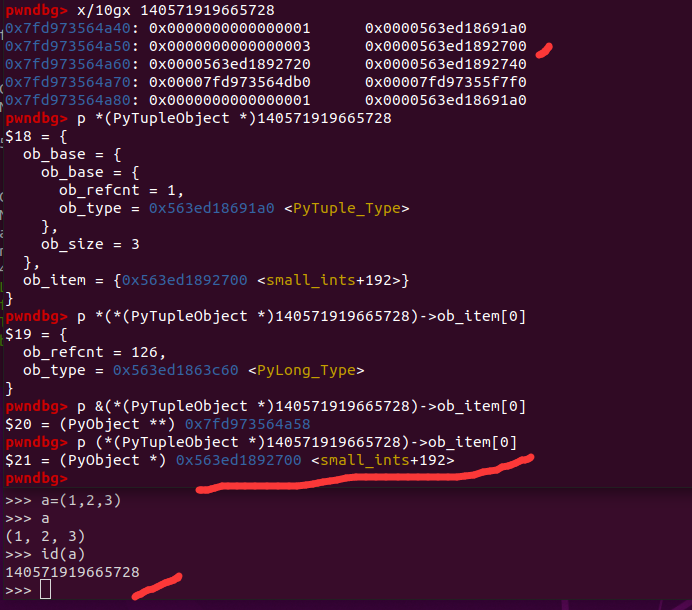 pwndbg> x/10gx 140571919665728
0x7fd973564a40: 0x0000000000000001 0x0000563ed18691a0
0x7fd973564a50: 0x0000000000000003 0x0000563ed1892700
0x7fd973564a60: 0x0000563ed1892720 0x0000563ed1892740
0x7fd973564a70: 0x00007fd973564db0 0x00007fd97355f7f0
0x7fd973564a80: 0x0000000000000001 0x0000563ed18691a0
pwndbg> p *(PyTupleObject *)140571919665728
$18 = {
  ob_base = {
    ob_base = {
      ob_refcnt = 1,
      ob_type = 0x563ed18691a0 <PyTuple_Type>
    },
    ob_size = 3
  },
  ob_item = {0x563ed1892700 <small_ints+192>}
}
pwndbg> p *(*(PyTupleObject *)140571919665728)->ob_item[0]
$19 = {
  ob_refcnt = 126,
  ob_type = 0x563ed1863c60 <PyLong_Type>
}
pwndbg> p &(*(PyTupleObject *)140571919665728)->ob_item[0]
$20 = (PyObject **) 0x7fd973564a58
pwndbg> p (*(PyTupleObject *)140571919665728)->ob_item[0]
$21 = (PyObject *) 0x563ed1892700 <small_ints+192>
pwndbg>
>>> a=(1,2,3)
>>> a
(1, 2, 3)
>>> id(a)
140571919665728
>>>